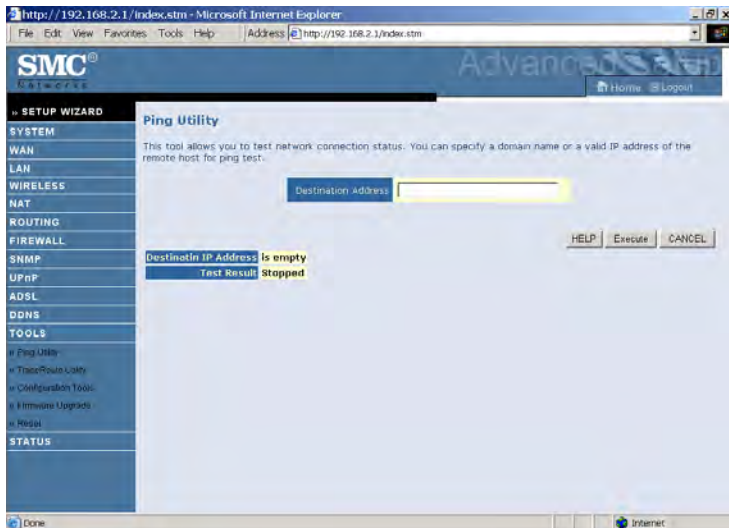 http://192.168.2.1/index.stm - Microsoft Internet Explorer
File Edit View Favorites Tools Help Address http://192.168.2.1/index.stm
SMC®
Networks
Advanced Setup
Home Logout
» SETUP WIZARD
SYSTEM
WAN
LAN
WIRELESS
NAT
ROUTING
FIREWALL
SNMP
UPnP
ADSL
DDNS
TOOLS
» Ping Utility
» TraceRoute Utility
» Configuration Tools
» Firmware Upgrade
» Reset
STATUS
Ping Utility
This tool allows you to test network connection status. You can specify a domain name or a valid IP address of the
remote host for ping test.
Destination Address
HELP Execute CANCEL
Destinatin IP Address is empty
Test Result Stopped
Done
Internet